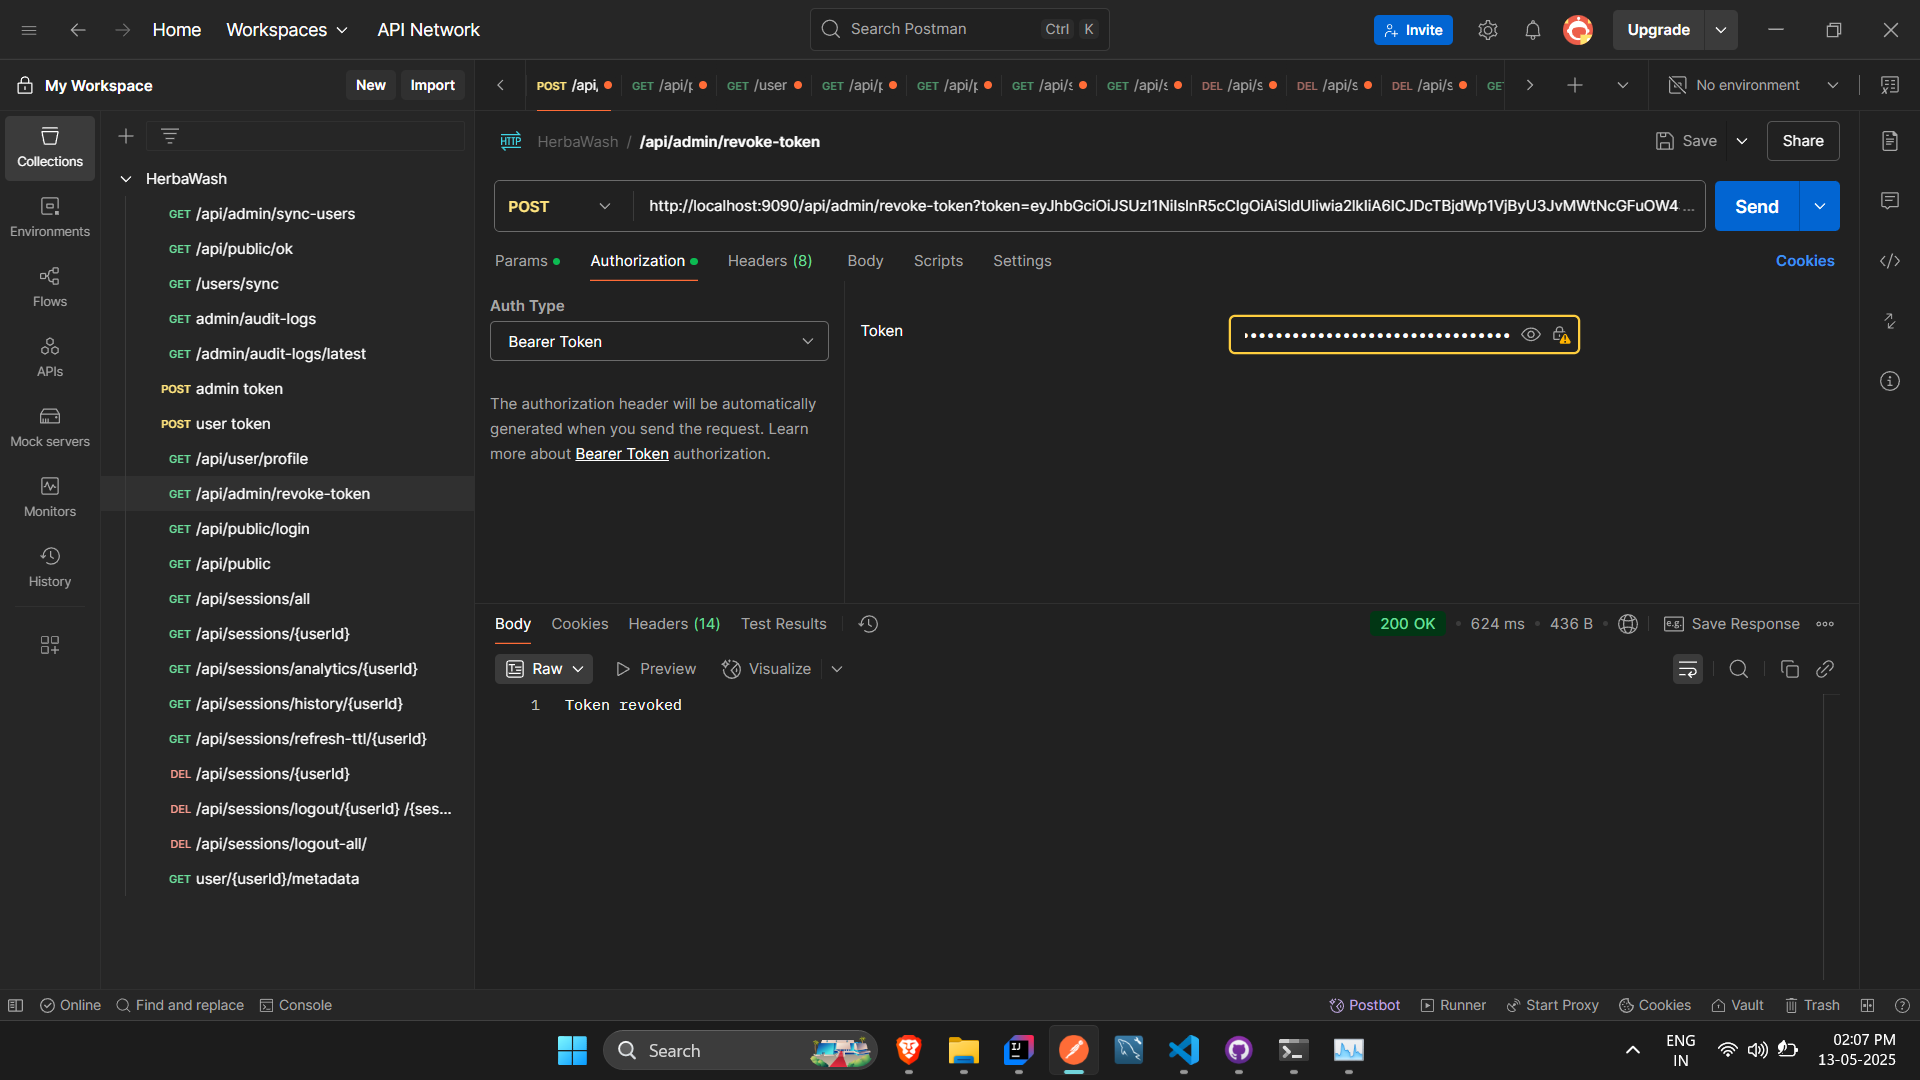 Home
Workspaces
API Network
Search Postman
Ctrl
K
Invite
Upgrade
My Workspace
New
Import
POST /api,
GET /api/p
GET /user
GET /api/p
GET /api/p
GET /api/s
GET /api/s
DEL /api/s
DEL /api/s
DEL /api/s
GE
No environment
Collections
Environments
Flows
APIs
Mock servers
Monitors
History
HerbaWash
GET /api/admin/sync-users
GET /api/public/ok
GET /users/sync
GET admin/audit-logs
GET /admin/audit-logs/latest
POST admin token
POST user token
GET /api/user/profile
GET /api/admin/revoke-token
GET /api/public/login
GET /api/public
GET /api/sessions/all
GET /api/sessions/{userId}
GET /api/sessions/analytics/{userId}
GET /api/sessions/history/{userId}
GET /api/sessions/refresh-ttl/{userId}
DEL /api/sessions/{userId}
DEL /api/sessions/logout/{userId} /{ses...
DEL /api/sessions/logout-all/
GET user/{userId}/metadata
HTTP
HerbaWash / /api/admin/revoke-token
Save
Share
POST
http://localhost:9090/api/admin/revoke-token?token=
Send
Params
Authorization
Headers (8)
Body
Scripts
Settings
Cookies
Auth Type
Bearer Token
The authorization header will be automatically
generated when you send the request. Learn
more about Bearer Token authorization.
Token
Body
Cookies
Headers (14)
Test Results
200 OK
624 ms
436 B
e.g.
Save Response
Raw
Preview
Visualize
1 Token revoked
Online
Find and replace
Console
Postbot
Runner
Start Proxy
Cookies
Vault
Trash
Search
IJ
ENG
IN
02:07 PM
13-05-2025